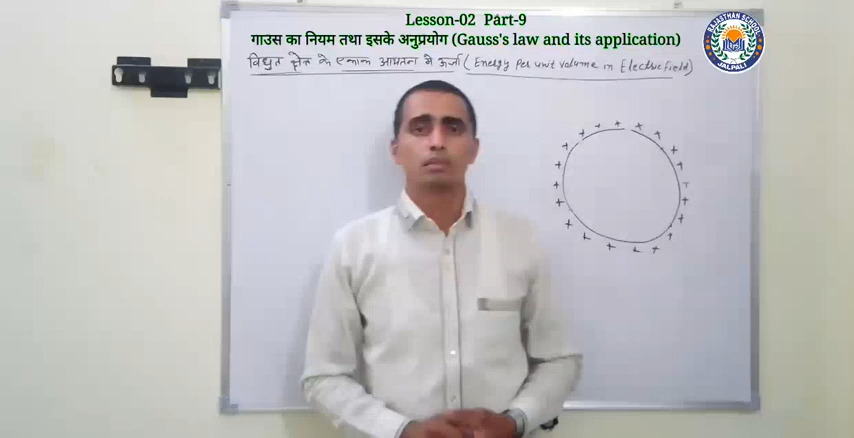 Lesson-02 Part-9
गाउस का नियम तथा इसके अनुप्रयोग (Gauss's law and its application)
विद्युत क्षेत्र के एकांक आयतन में ऊर्जा (Energy Per unit volume in Electric field)
RAJASTHAN SCHOOL
JALPALI